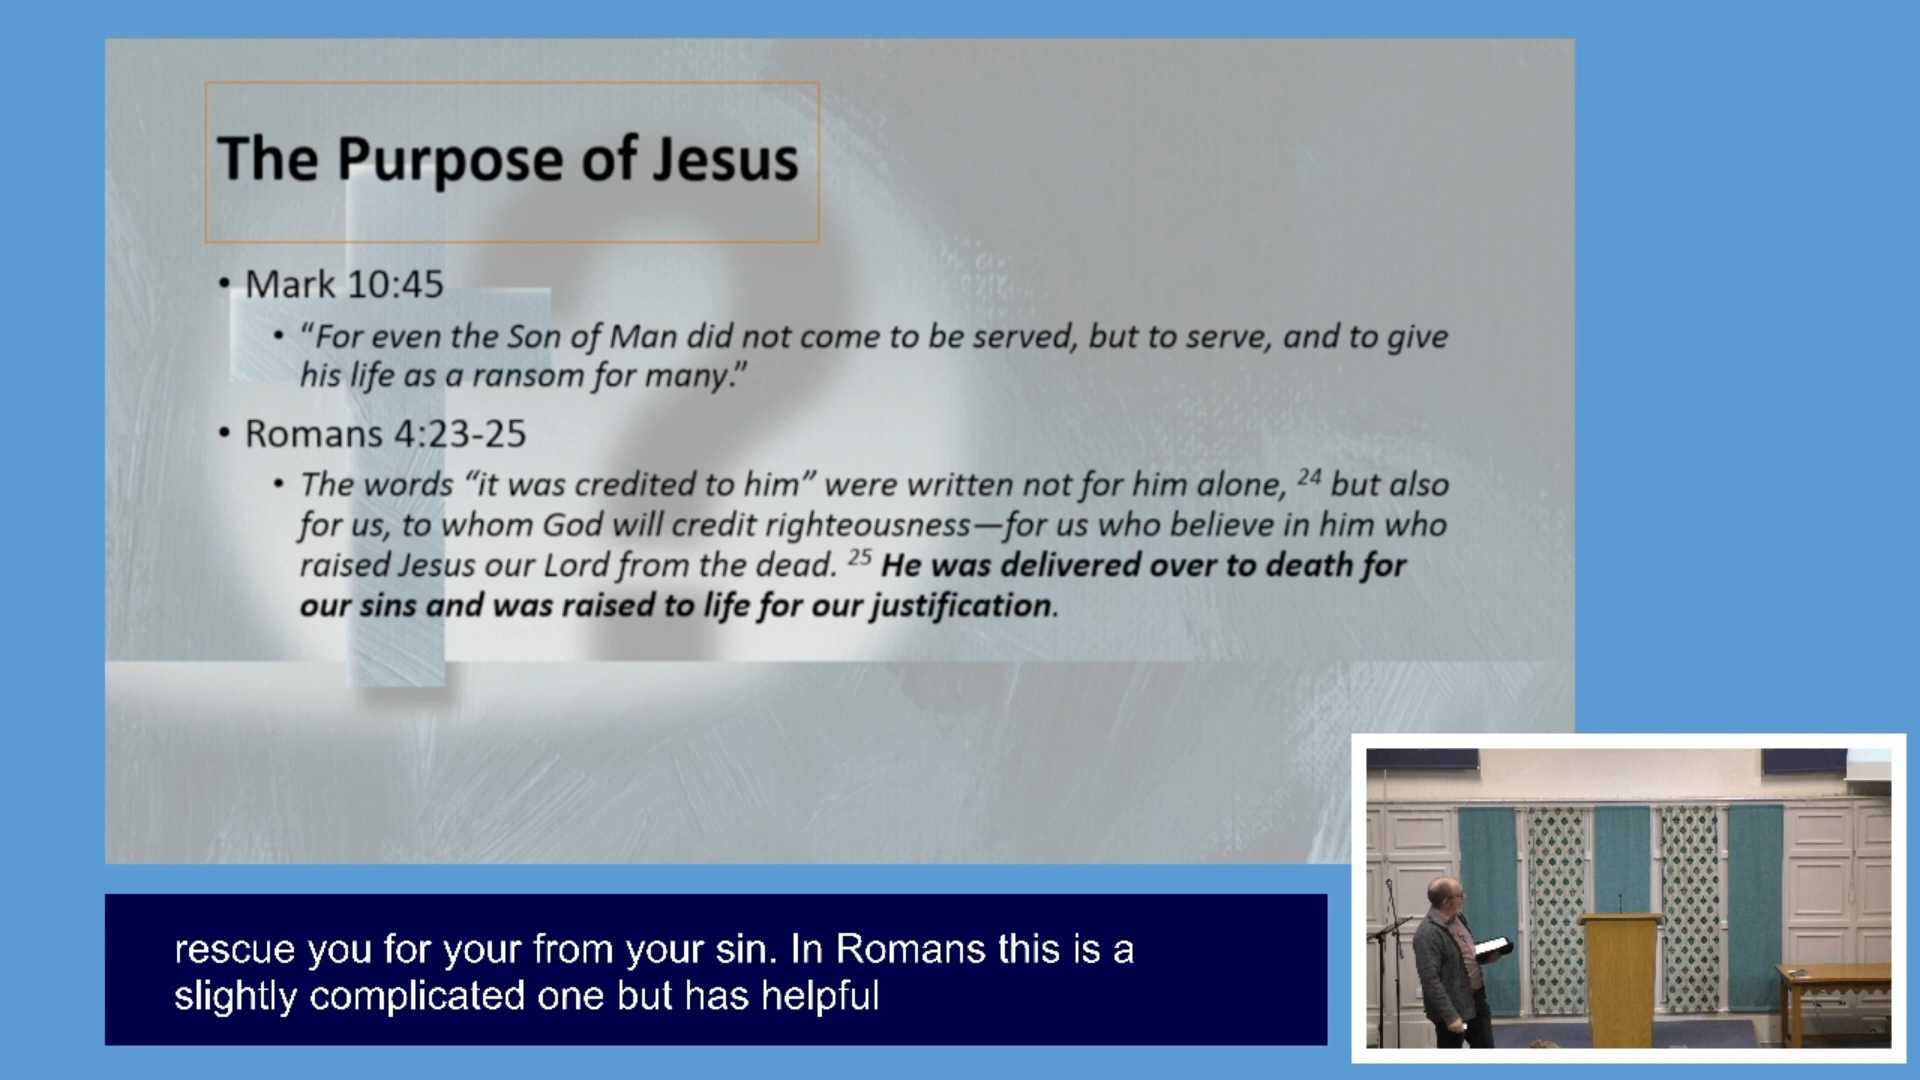 The Purpose of Jesus
• Mark 10:45
• “For even the Son of Man did not come to be served, but to serve, and to give
his life as a ransom for many.”
• Romans 4:23-25
• The words “it was credited to him” were written not for him alone, 24 but also
for us, to whom God will credit righteousness—for us who believe in him who
raised Jesus our Lord from the dead. 25 He was delivered over to death for
our sins and was raised to life for our justification.
rescue you for your from your sin. In Romans this is a
slightly complicated one but has helpful